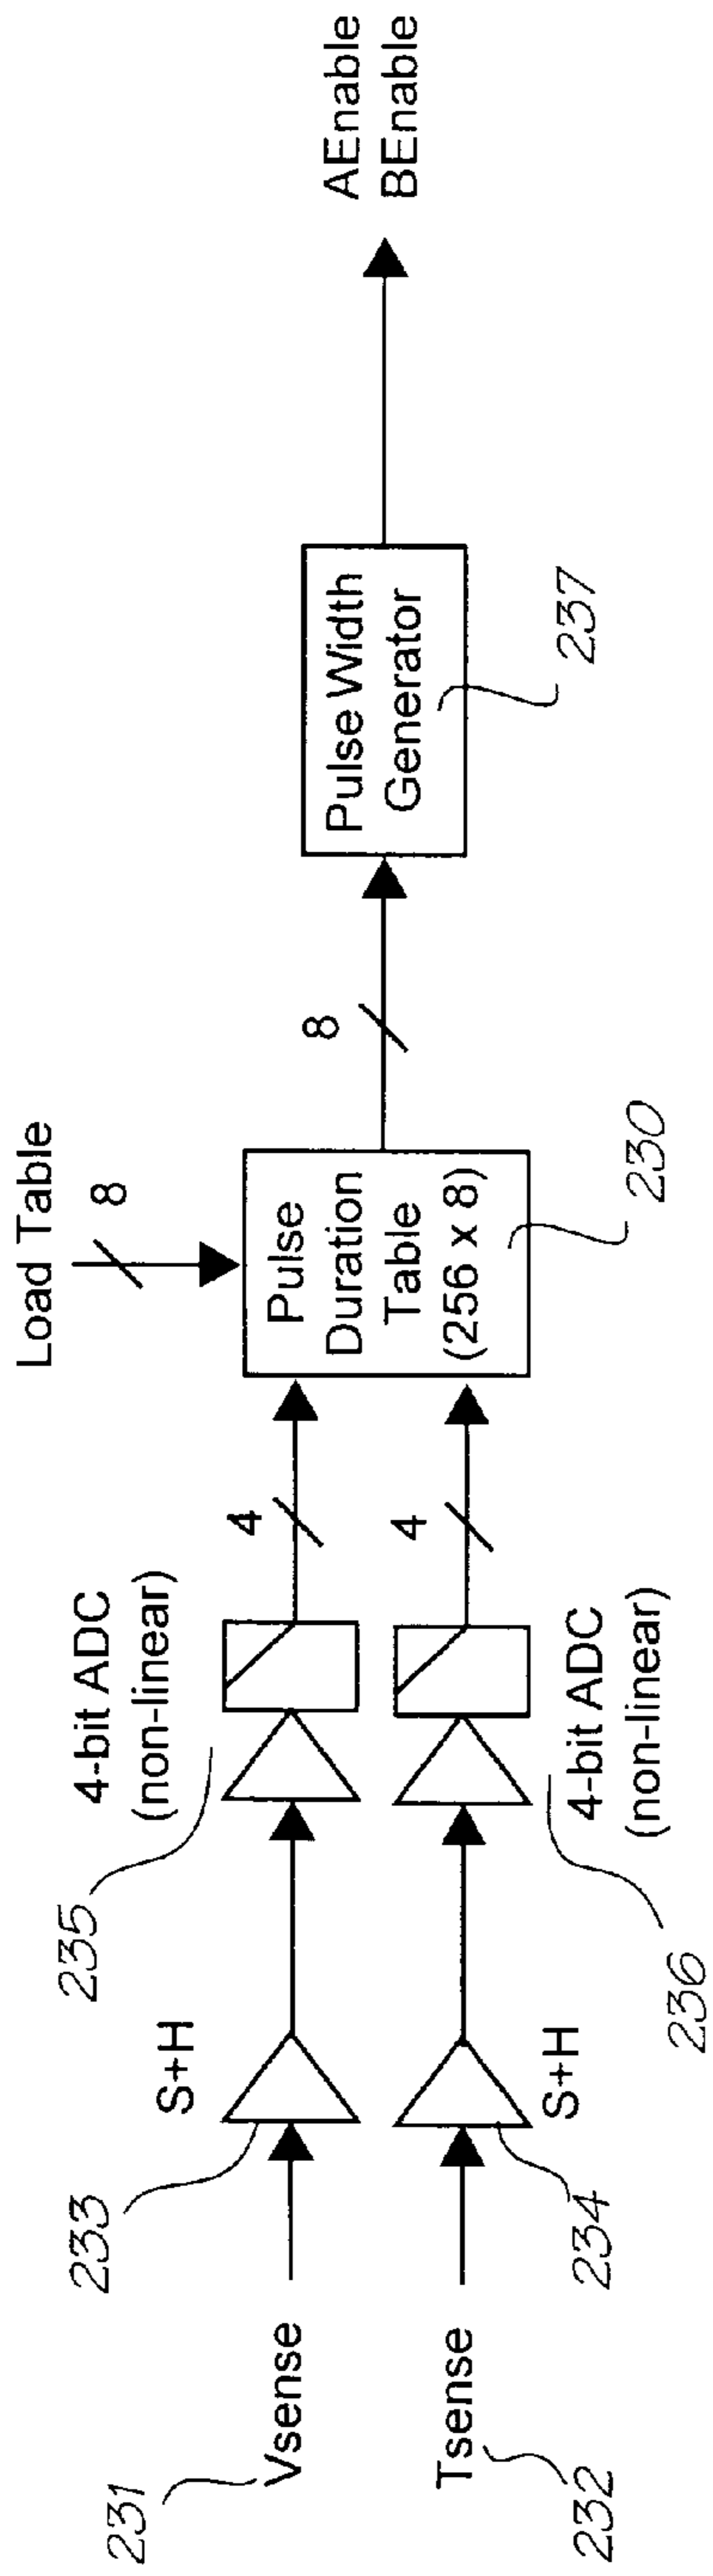 231
Vsense
Tsense
232
233
S+H
S+H
234
235
4-bit ADC
(non-linear)
4
4
4-bit ADC
(non-linear)
236
Load Table
8
Pulse
Duration
Table
(256 x 8)
230
8
Pulse Width
Generator
237
AEnable
BEnable